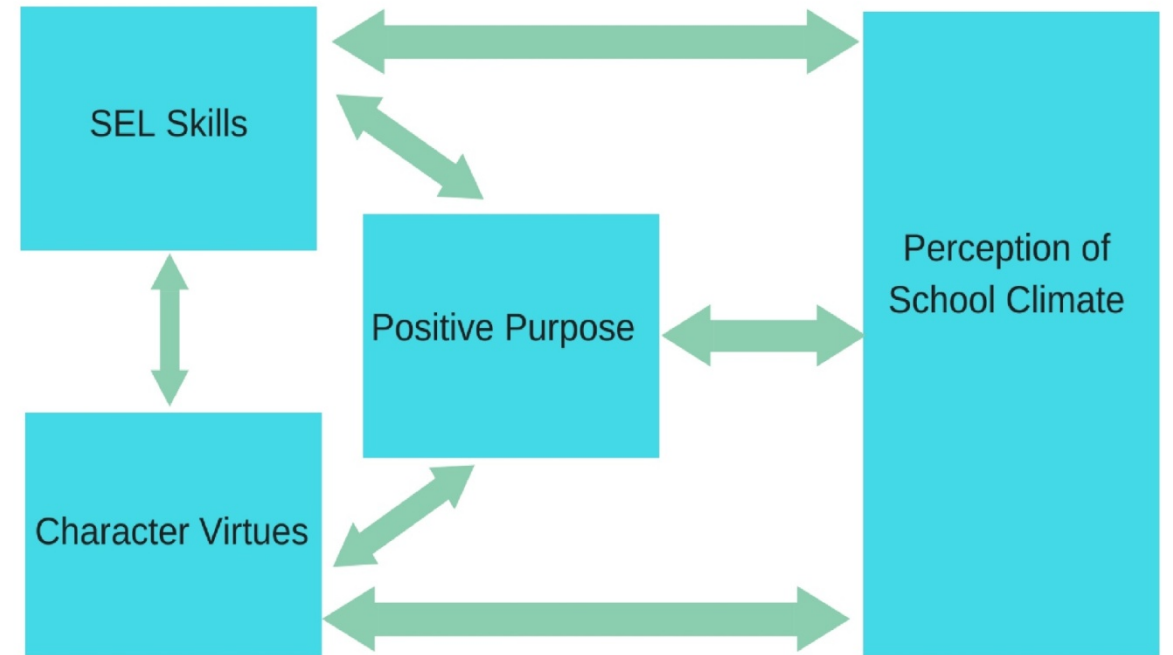 SEL Skills
Positive Purpose
Perception of
School Climate
Character Virtues